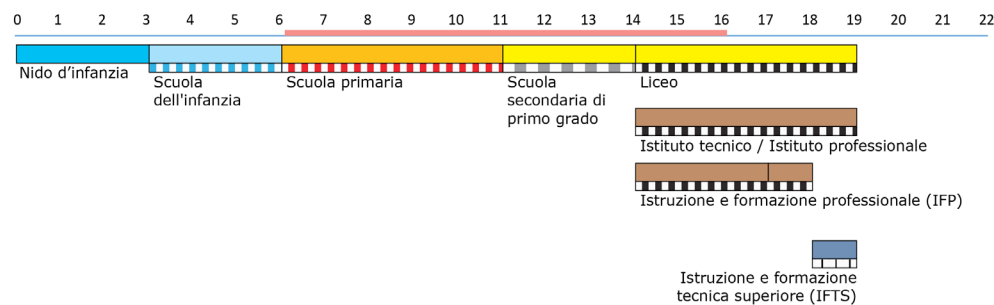 0 1 2 3 4 5 6 7 8 9 10 11 12 13 14 15 16 17 18 19 20 21 22
Nido d'infanzia
Scuola
dell'infanzia
Scuola primaria
Scuola
secondaria di
primo grado
Liceo
Istituto tecnico / Istituto professionale
Istruzione e formazione professionale (IFP)
Istruzione e formazione
tecnica superiore (IFTS)